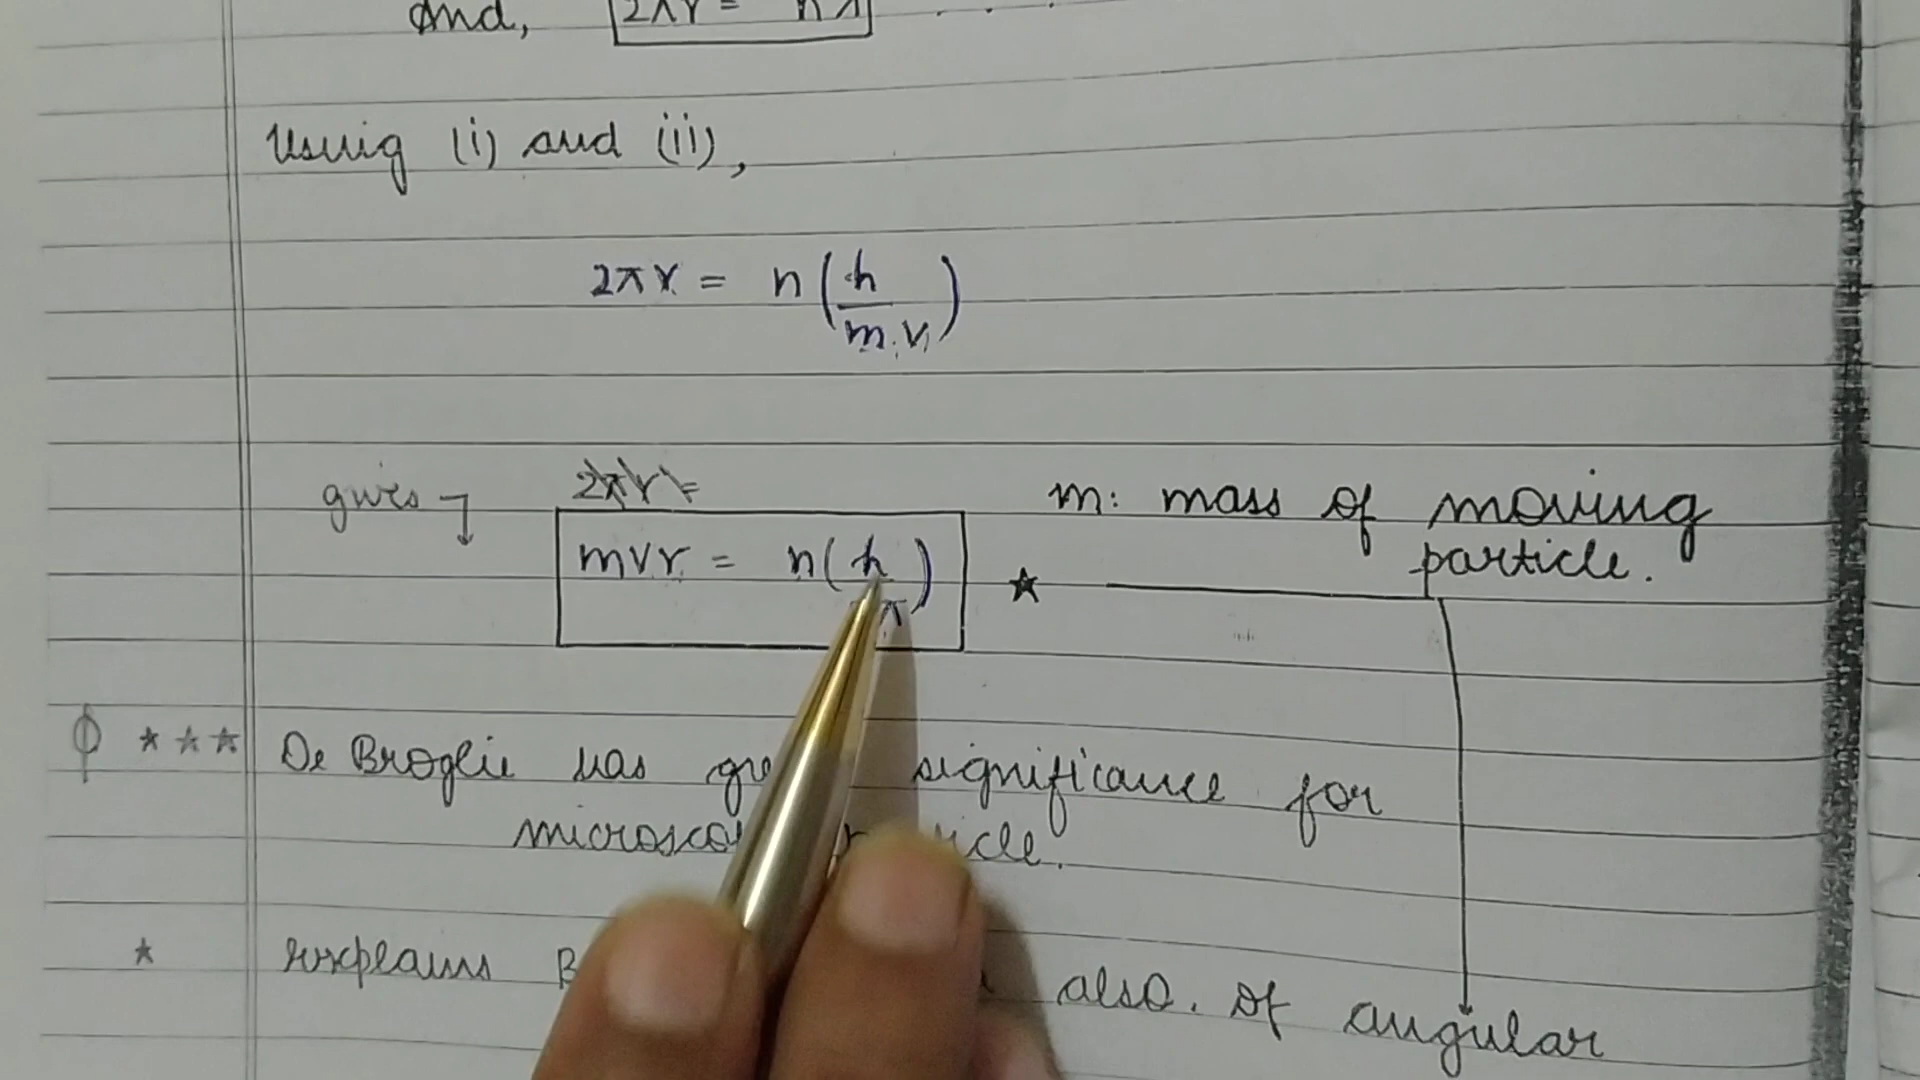 And, 2πr = nλ
Using (i) and (ii),
2πr = n(h/m.v)
gives 2πr =
mvr = n(h/ π)
m: mass of moving
particle.
De Broglie has significance for
explains also. Of angular